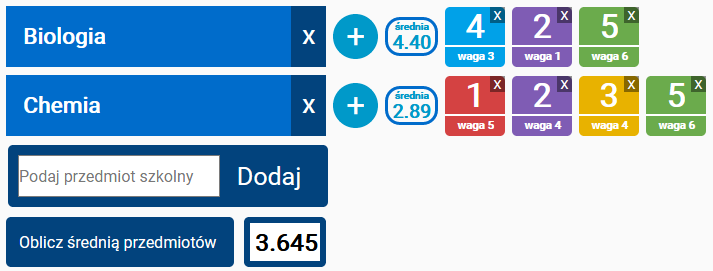 Biologia X + średnia 4.40 4 X waga 3 2 X waga 1 5 X waga 6
Chemia X + średnia 2.89 1 X waga 5 2 X waga 4 3 X waga 4 5 X waga 6
Podaj przedmiot szkolny Dodaj
Oblicz średnią przedmiotów 3.645